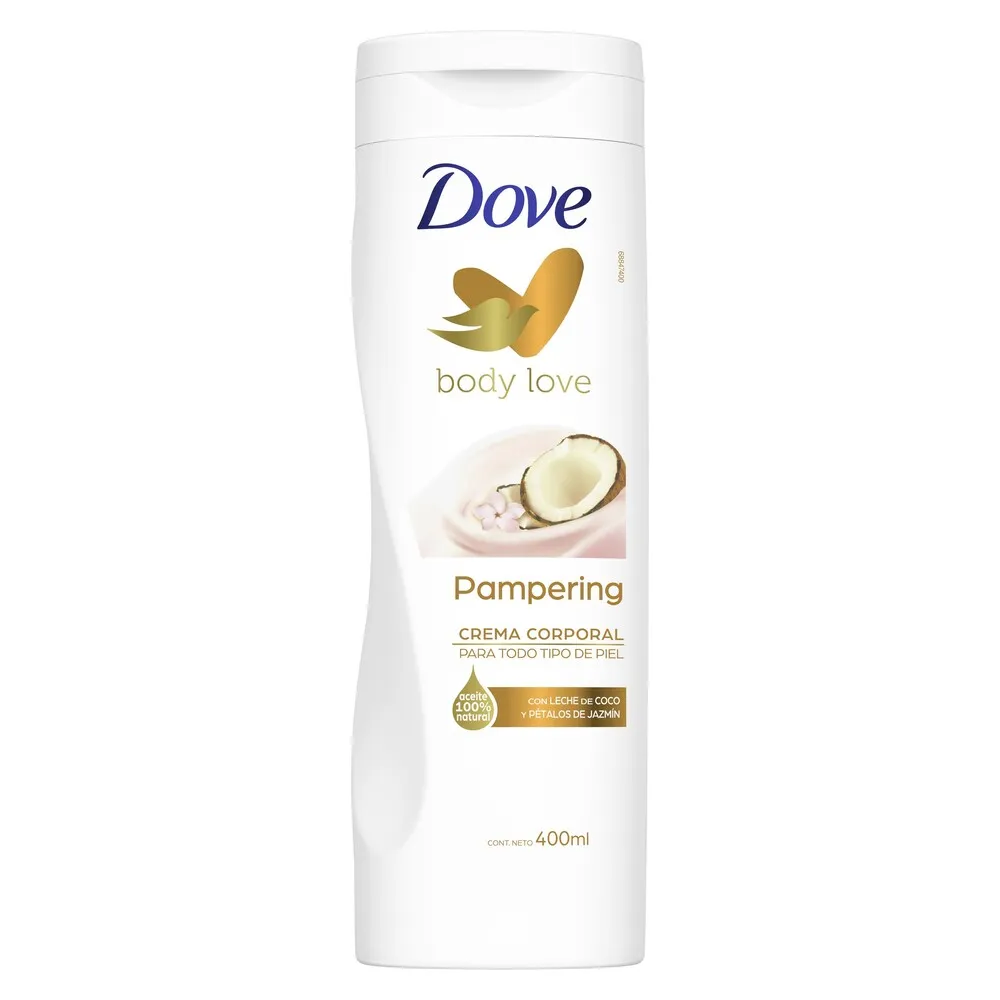 Dove
68847400
body love
Pampering
CREMA CORPORAL
PARA TODO TIPO DE PIEL
aceite
100%
natural
CON LECHE DE COCO
Y PÉTALOS DE JAZMÍN
CONT. NETO 400ml